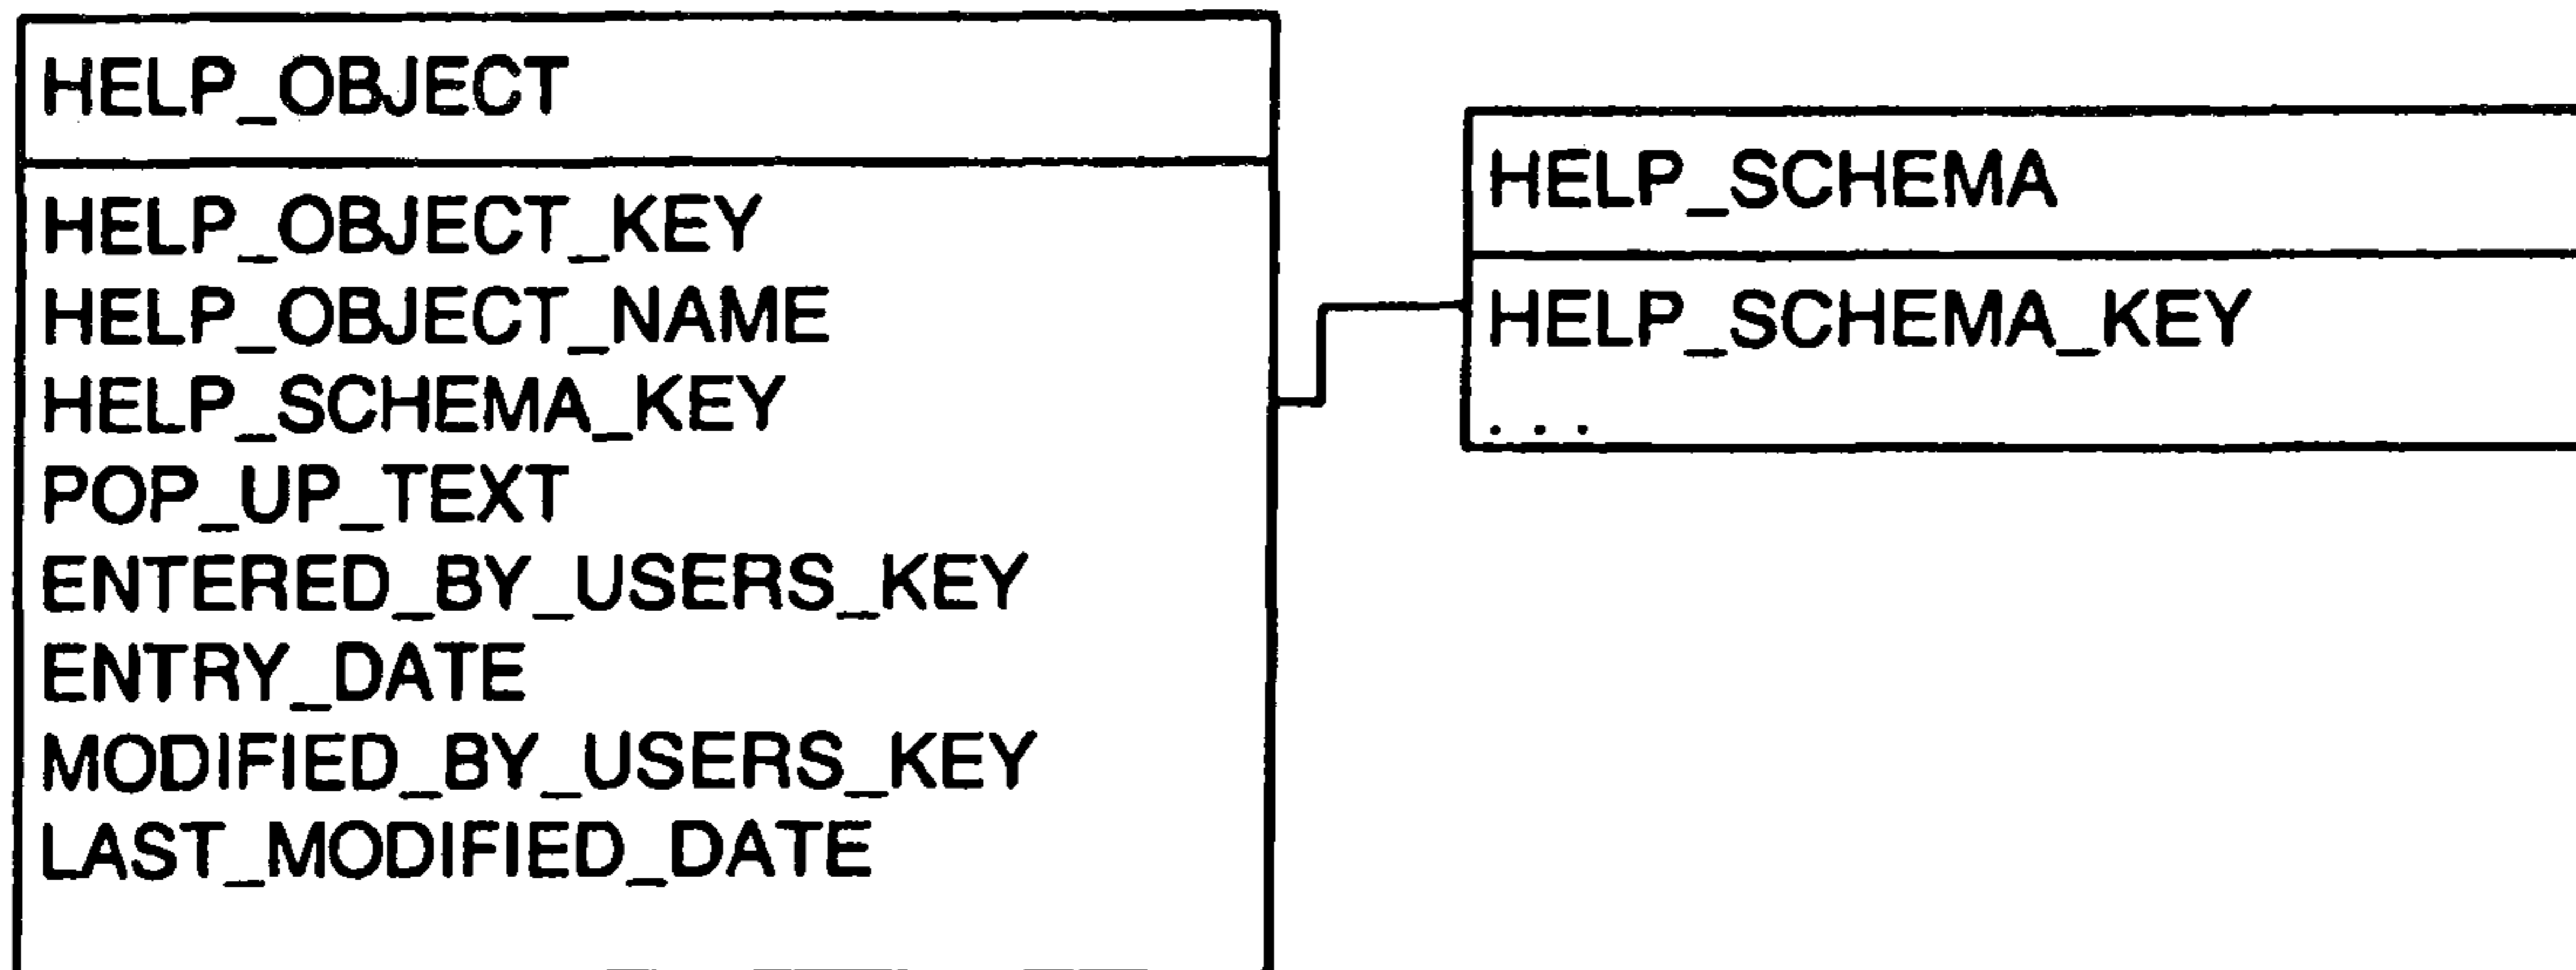 HELP_OBJECT
HELP_OBJECT_KEY
HELP_OBJECT_NAME
HELP_SCHEMA_KEY
POP_UP_TEXT
ENTERED_BY_USERS_KEY
ENTRY_DATE
MODIFIED_BY_USERS_KEY
LAST_MODIFIED_DATE
HELP_SCHEMA
HELP_SCHEMA_KEY
. . .